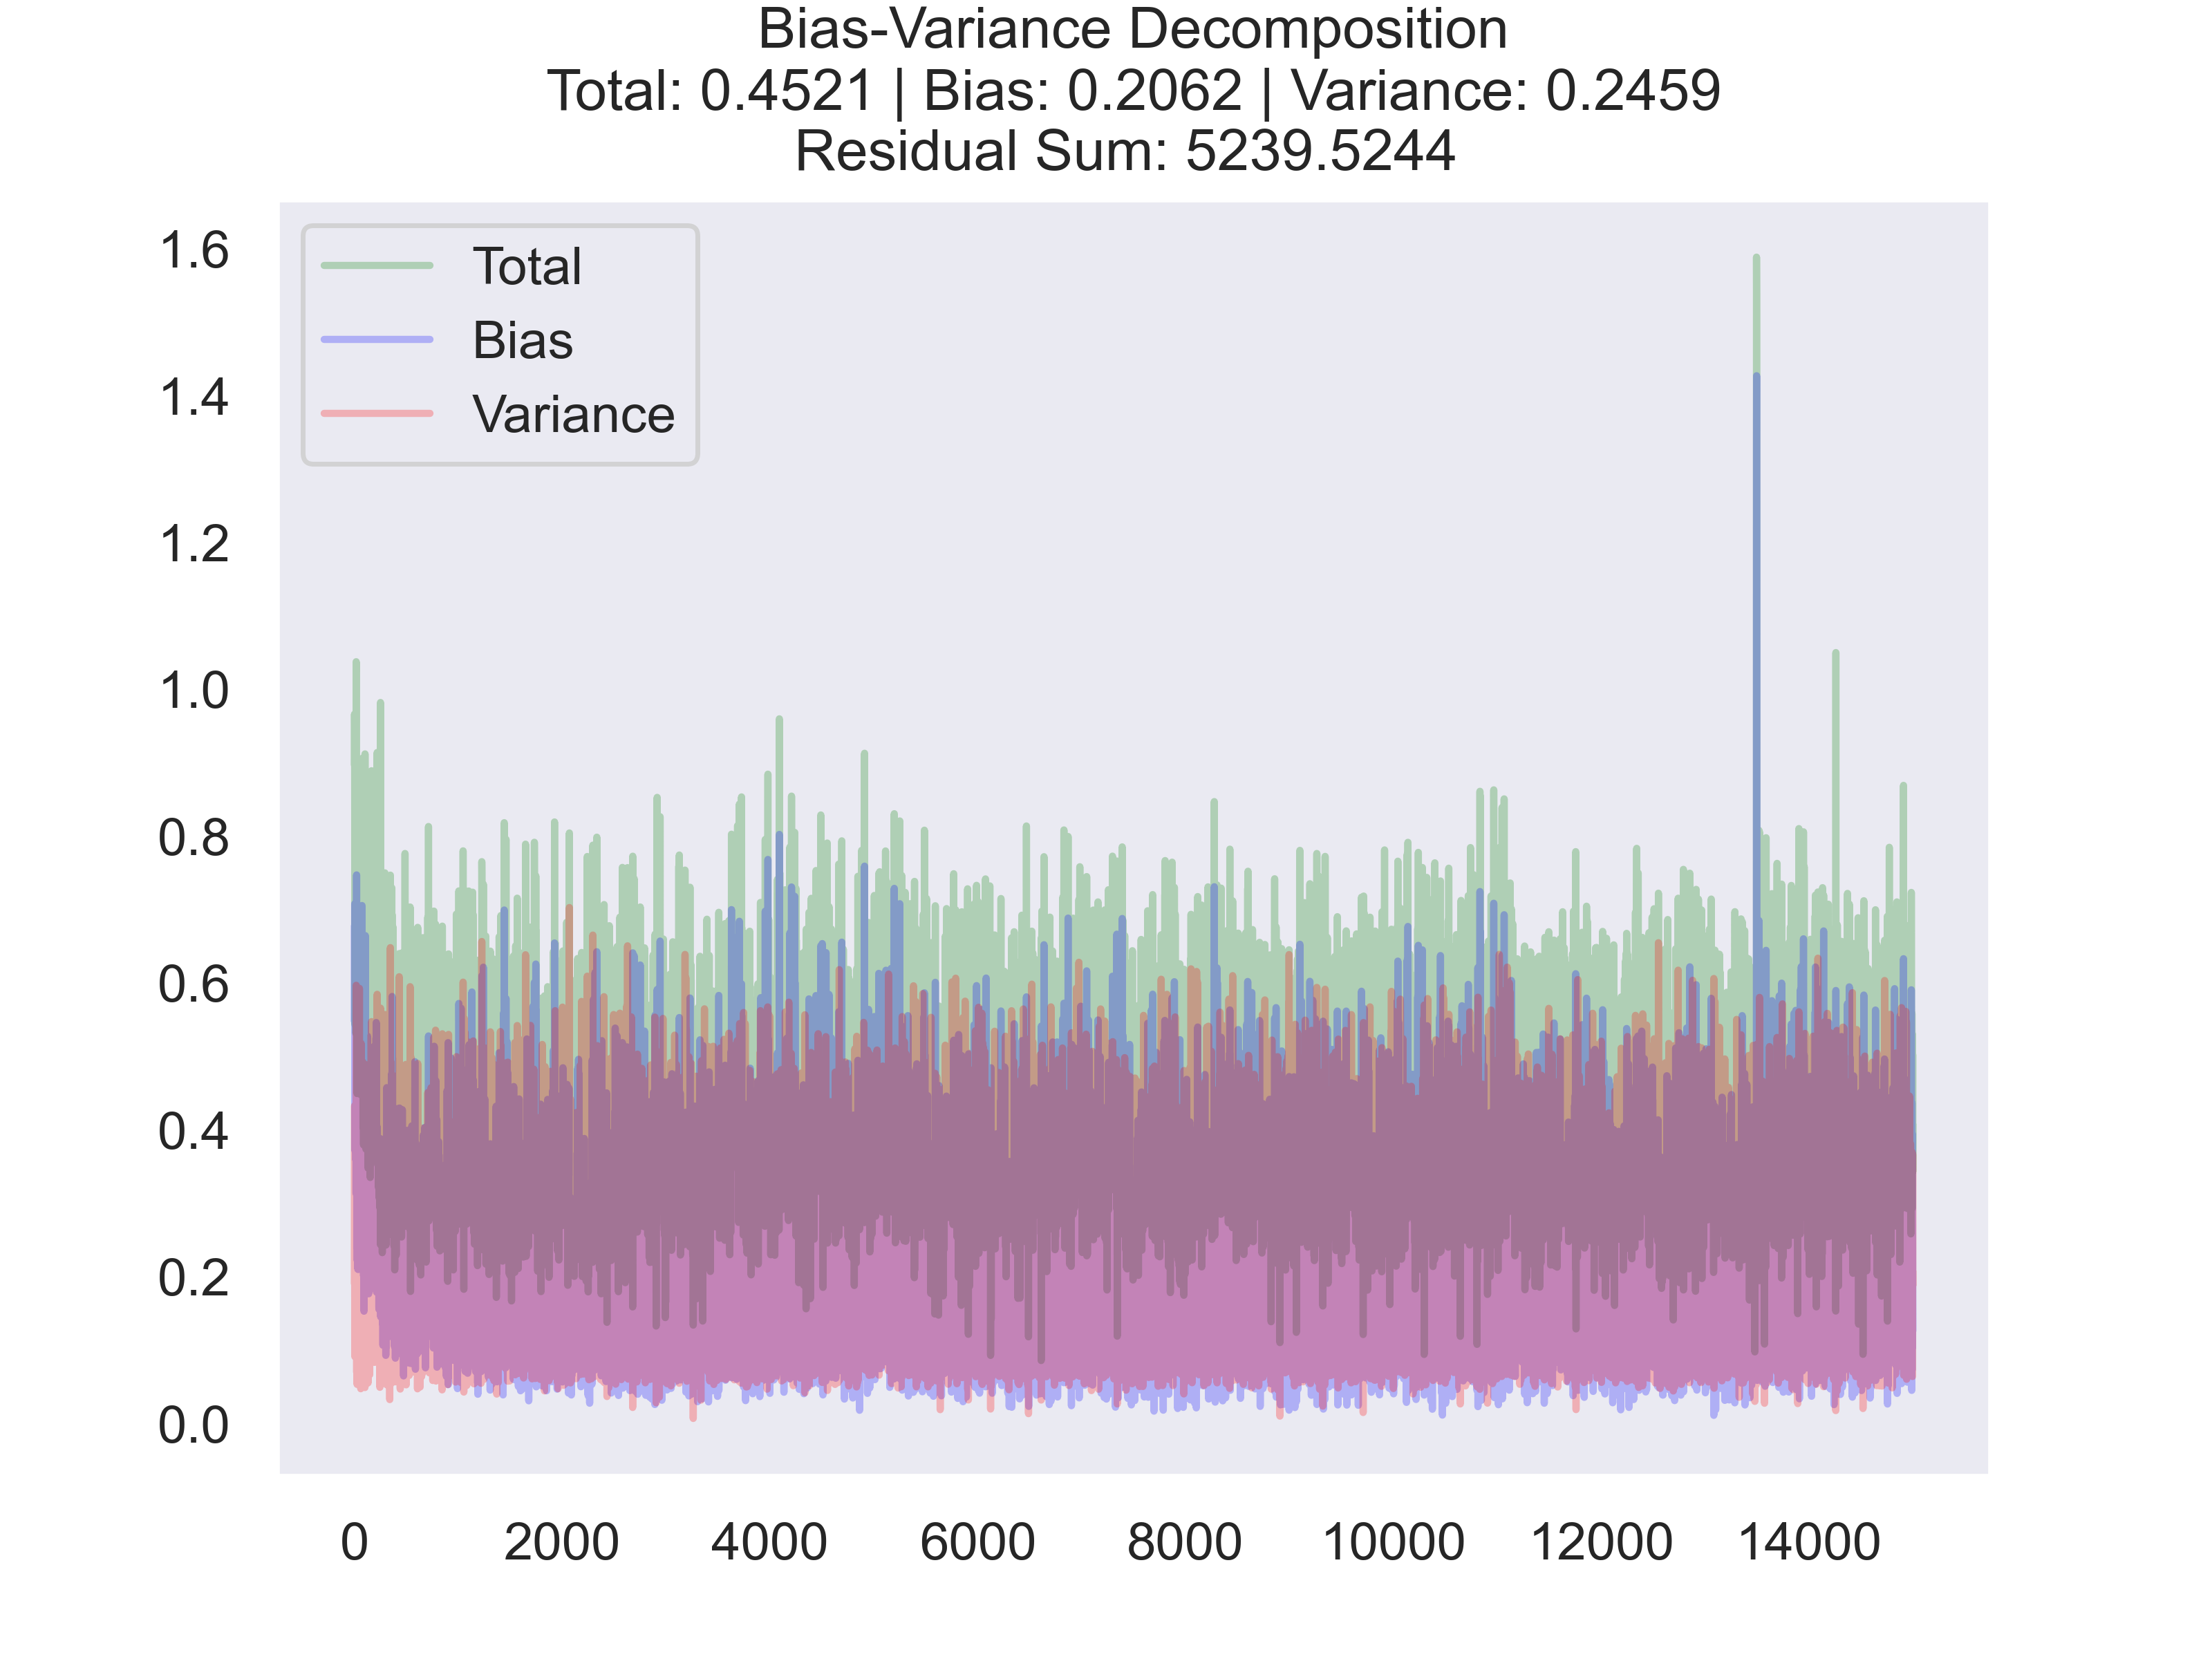 Bias-Variance Decomposition
Total: 0.4521 | Bias: 0.2062 | Variance: 0.2459
Residual Sum: 5239.5244
Total
Bias
Variance
1.6
1.4
1.2
1.0
0.8
0.6
0.4
0.2
0.0
0 2000 4000 6000 8000 10000 12000 14000